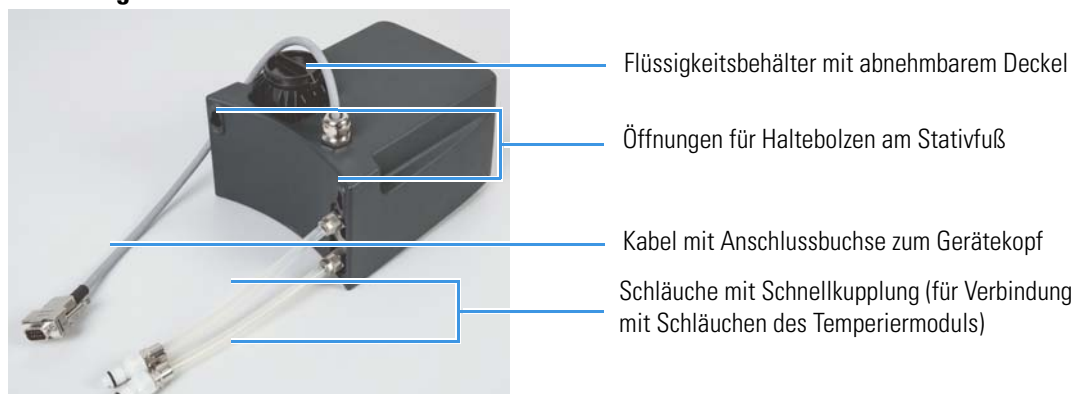 Flüssigkeitsbehälter mit abnehmbarem Deckel
Öffnungen für Haltebolzen am Stativfuß
Kabel mit Anschlussbuchse zum Gerätekopf
Schläuche mit Schnellkupplung (für Verbindung
mit Schläuchen des Temperiermoduls)